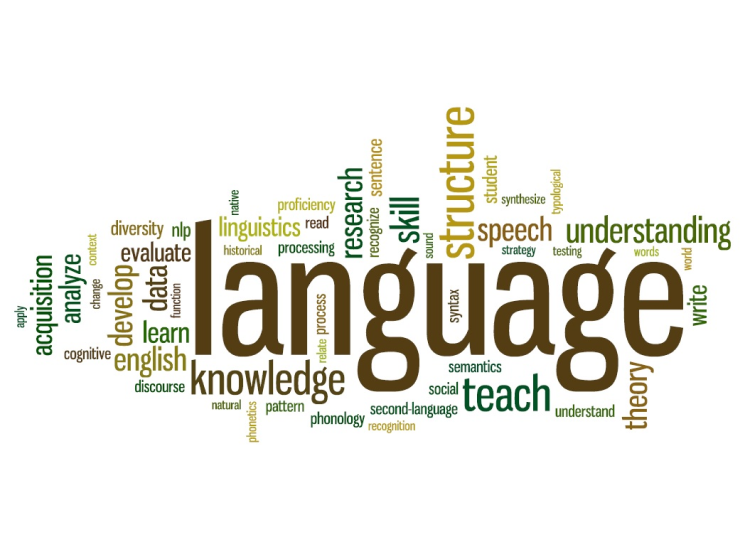 structure
sentence
student
research
skill
synthesize
typological
native
proficiency
recognize
diversity
nlp
linguistics
read
speech
understanding
sound
context
evaluate
historical
processing
strategy
testing
words
world
language
acquisition
analyze
change
develop
data
function
apply
process
syntax
write
learn
cognitive
english
relate
semantics
theory
discourse
knowledge
social
teach
natural
phonetics
pattern
phonology
second-language
understand
recognition